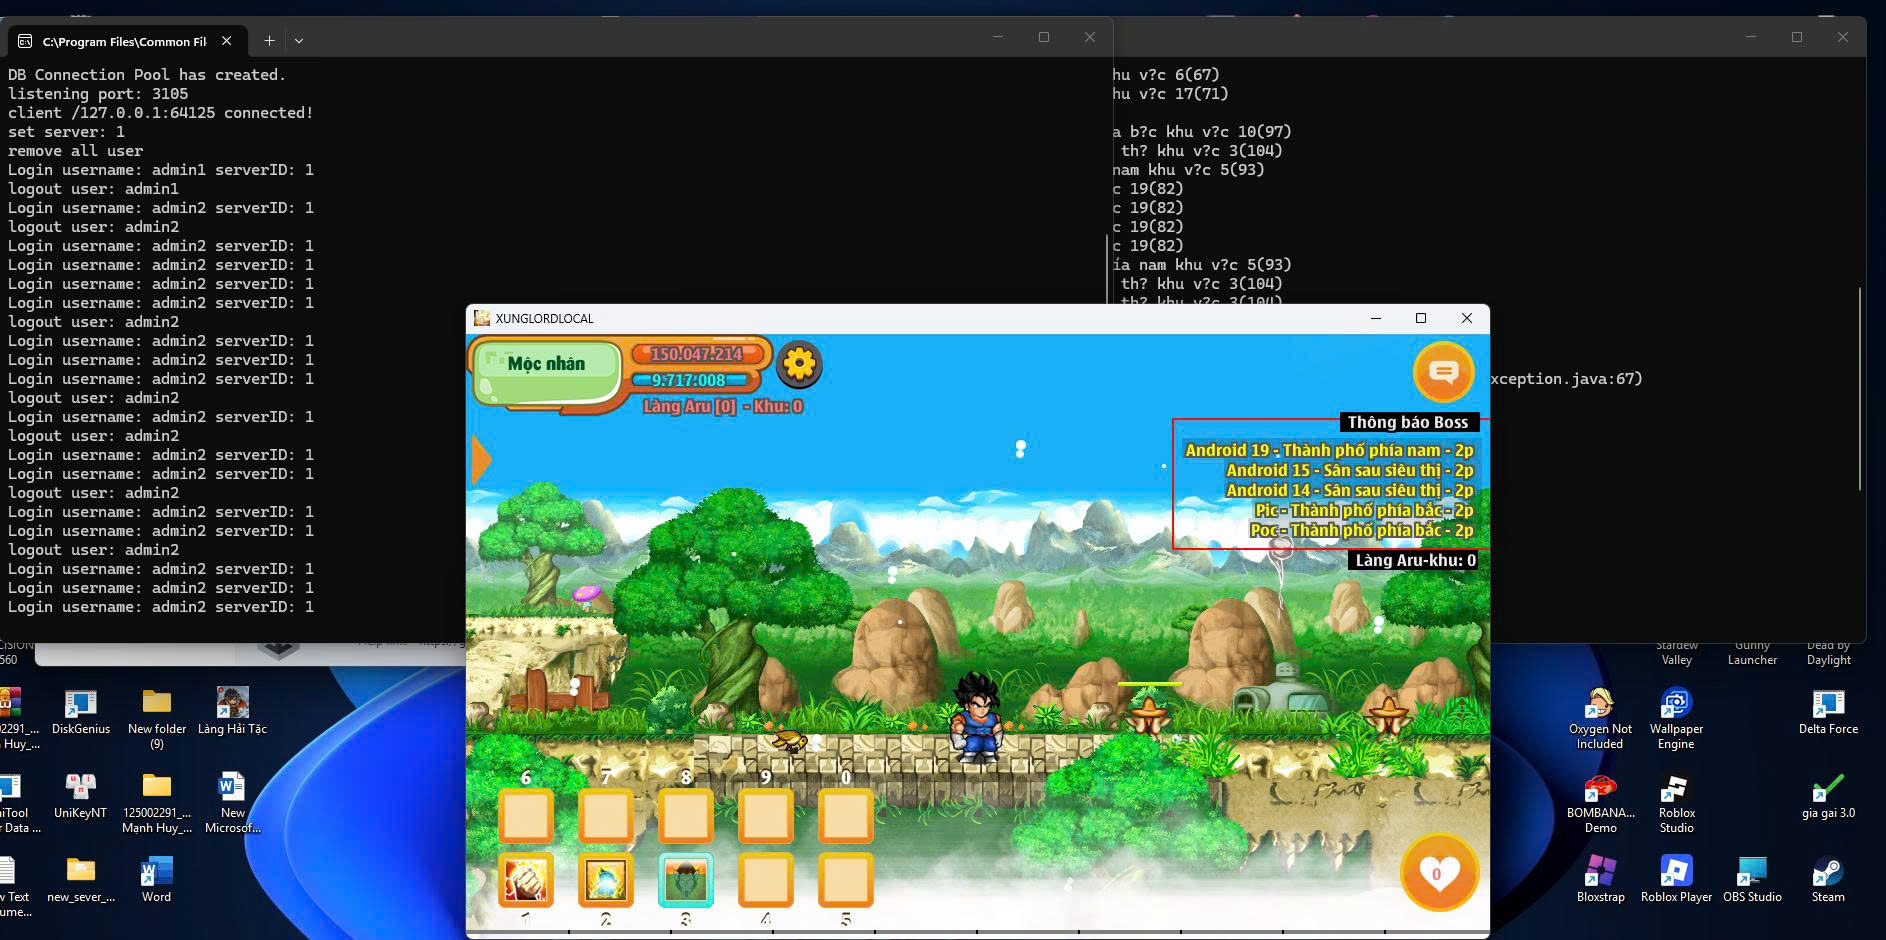 C:\Program Files\Common Fil
DB Connection Pool has created.
listening port: 3105
client /127.0.0.1:64125 connected!
set server: 1
remove all user
Login username: admin1 serverID: 1
logout user: admin1
Login username: admin2 serverID: 1
logout user: admin2
Login username: admin2 serverID: 1
Login username: admin2 serverID: 1
Login username: admin2 serverID: 1
Login username: admin2 serverID: 1
logout user: admin2
Login username: admin2 serverID: 1
Login username: admin2 serverID: 1
Login username: admin2 serverID: 1
logout user: admin2
Login username: admin2 serverID: 1
logout user: admin2
Login username: admin2 serverID: 1
Login username: admin2 serverID: 1
logout user: admin2
Login username: admin2 serverID: 1
Login username: admin2 serverID: 1
logout user: admin2
Login username: admin2 serverID: 1
Login username: admin2 serverID: 1
Login username: admin2 serverID: 1
hu v?c 6(67)
hu v?c 17(71)
a b?c khu v?c 10(97)
th? khu v?c 3(104)
nam khu v?c 5(93)
c 19(82)
c 19(82)
c 19(82)
c 19(82)
ía nam khu v?c 5(93)
th? khu v?c 3(104)
th? khu v?c 3(104)
xception.java:67)
XUNGLORDLOCAL
Mộc nhân
150.047.214
9.717.008
Làng Aru [0] - Khu: 0
Thông báo Boss
Android 19 - Thành phố phía nam - 2p
Android 15 - Sân sau siêu thị - 2p
Android 14 - Sân sau siêu thị - 2p
Pic - Thành phố phía bắc - 2p
Poc - Thành phố phía bắc - 2p
Làng Aru-khu: 0
6 7 8 9 0
1 2 3 4 5
0
CISION
560
2291_...
Huy_...
DiskGenius
New folder
(9)
Làng Hải Tặc
niTool
r Data ...
UniKeyNT
125002291_...
Mạnh Huy_...
New
Microsof...
w Text
ume...
new_sever_...
Word
Stardew
Valley
Gunny
Launcher
Dead by
Daylight
Oxygen Not
Included
Wallpaper
Engine
Delta Force
BOMBANA...
Demo
Roblox
Studio
gia gai 3.0
Bloxstrap
Roblox Player
OBS Studio
Steam